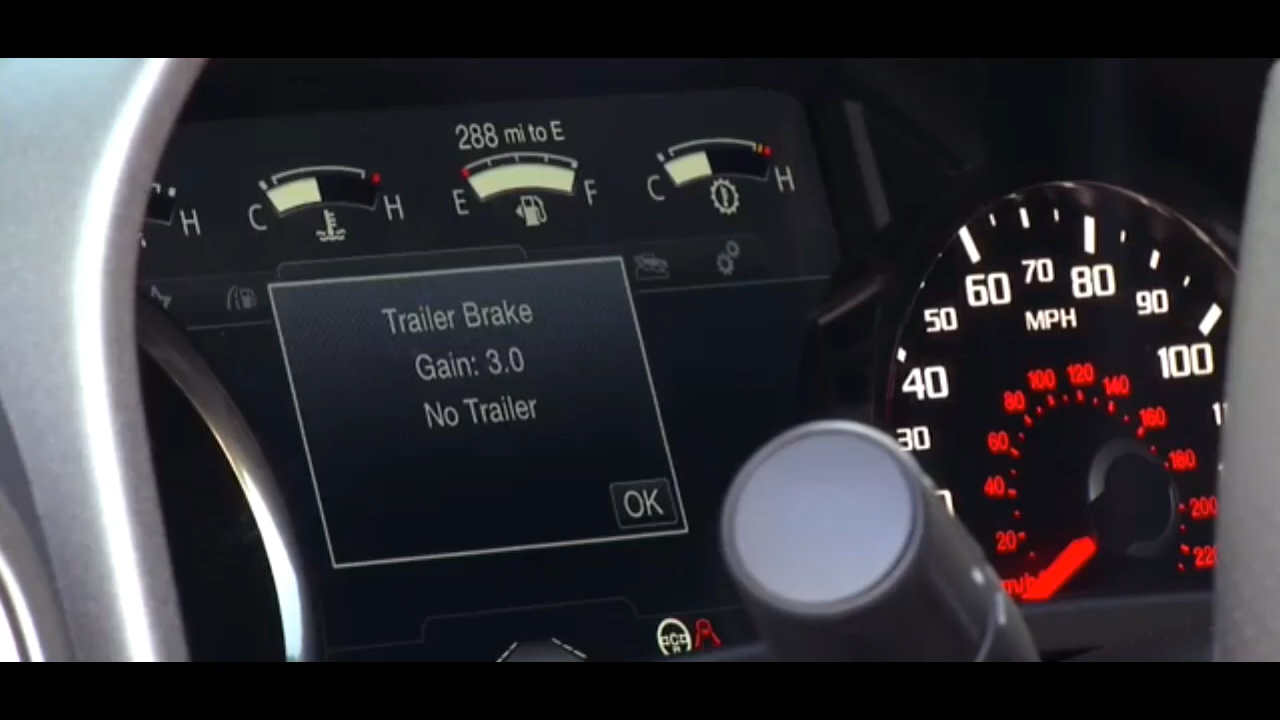 288 mi to E
H
C H
E F
C H
Trailer Brake
Gain: 3.0
No Trailer
OK
30
40
50
60
70
80
90
100
MPH
20
40
60
80
100
120
140
160
180
200
220